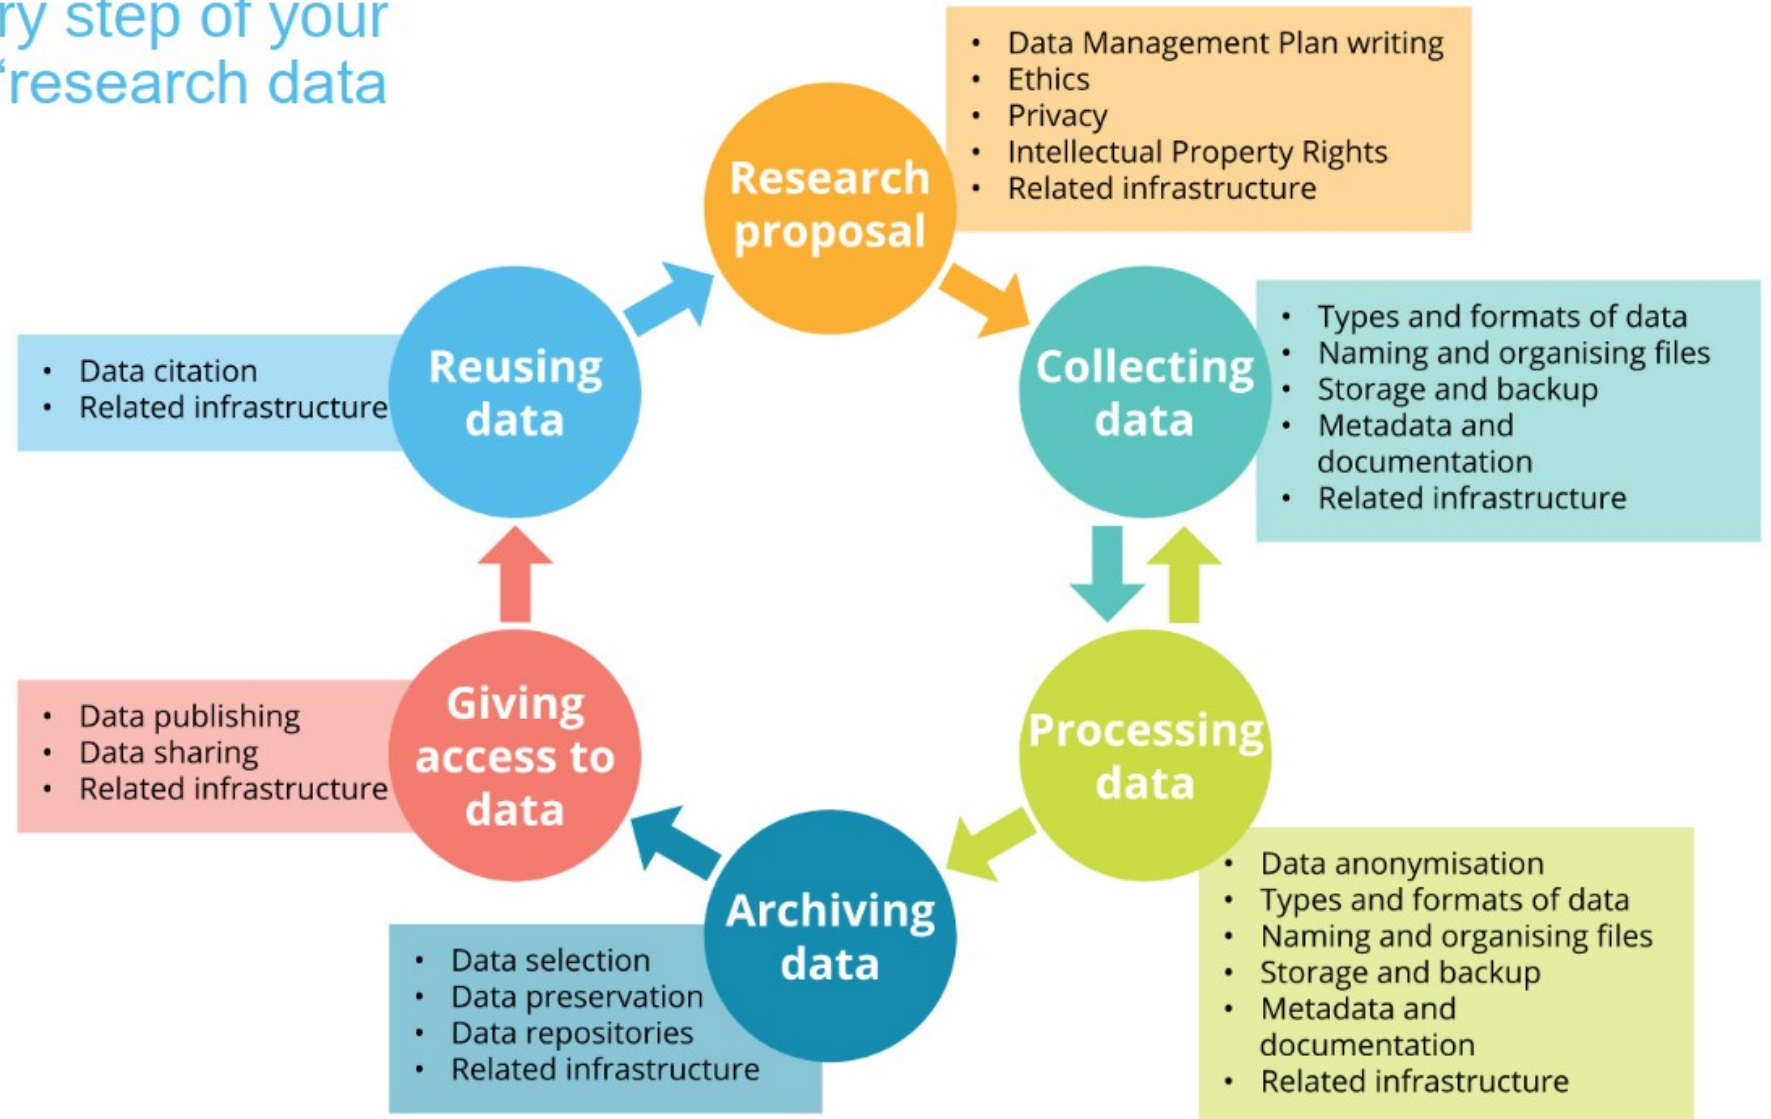 ry step of your
“research data
Research
proposal
• Data Management Plan writing
• Ethics
• Privacy
• Intellectual Property Rights
• Related infrastructure
Collecting
data
• Types and formats of data
• Naming and organising files
• Storage and backup
• Metadata and
documentation
• Related infrastructure
Processing
data
• Data anonymisation
• Types and formats of data
• Naming and organising files
• Storage and backup
• Metadata and
documentation
• Related infrastructure
Archiving
data
• Data selection
• Data preservation
• Data repositories
• Related infrastructure
Giving
access to
data
• Data publishing
• Data sharing
• Related infrastructure
Reusing
data
• Data citation
• Related infrastructure